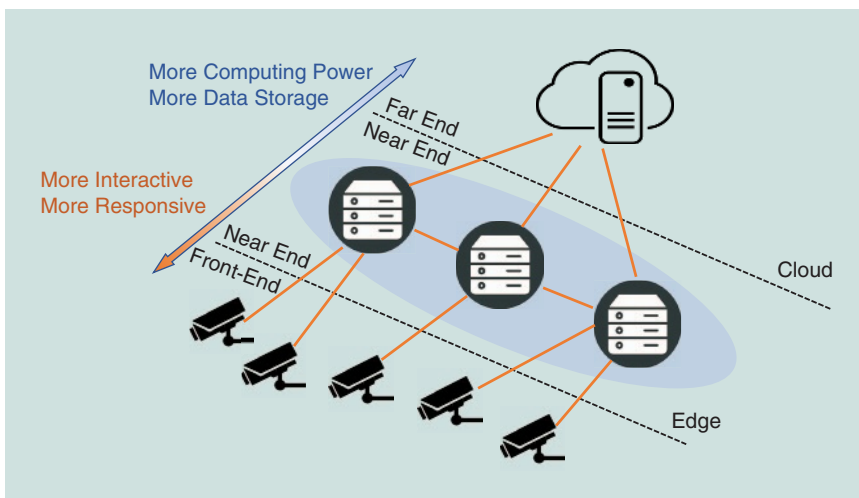 More Computing Power
More Data Storage
Far End
Near End
More Interactive
More Responsive
Near End
Front-End
Cloud
Edge